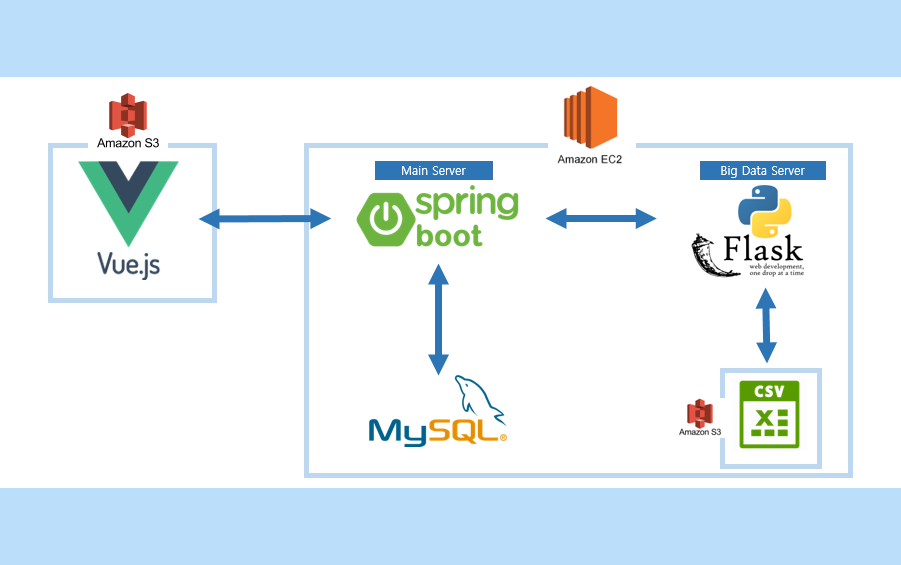 Amazon S3
Vue.js
Amazon EC2
Main Server
spring
boot
Big Data Server
Flask
web development,
one drop at a time
MySQL®
CSV
X
Amazon S3